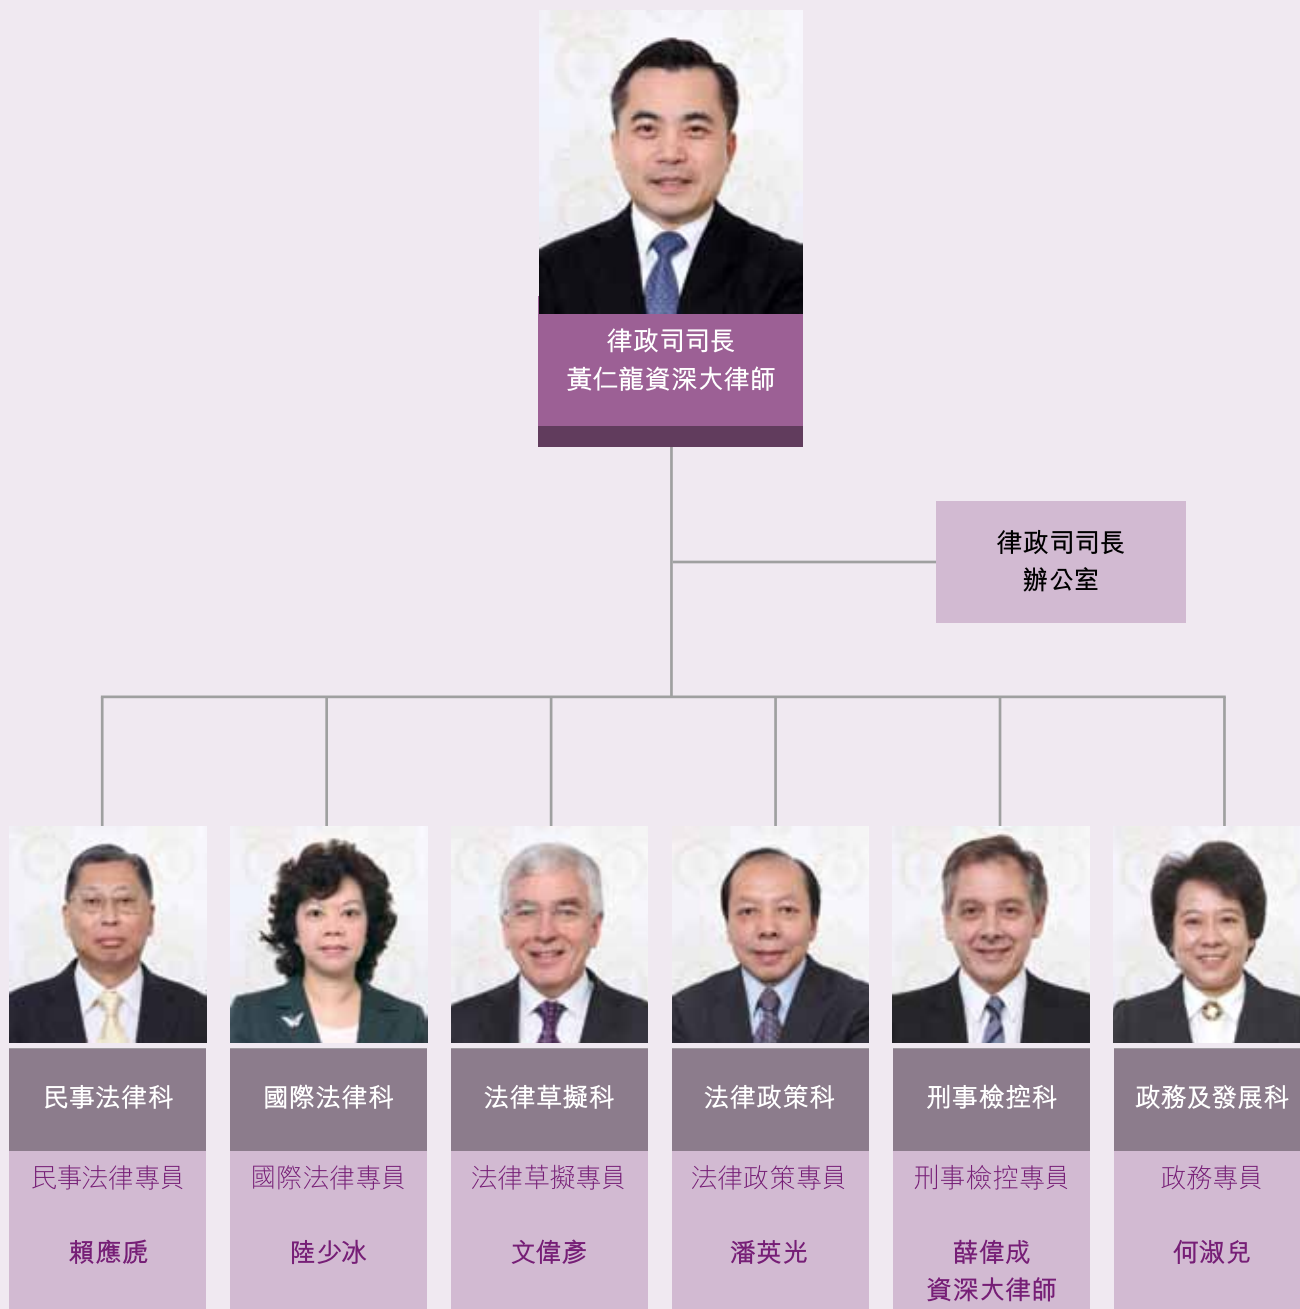 律政司司長
黃仁龍資深大律師
律政司司長
辦公室
民事法律科
國際法律科
法律草擬科
法律政策科
刑事檢控科
政務及發展科
民事法律專員
國際法律專員
法律草擬專員
法律政策專員
刑事檢控專員
政務專員
賴應虒
陸少冰
文偉彥
潘英光
薛偉成
資深大律師
何淑兒